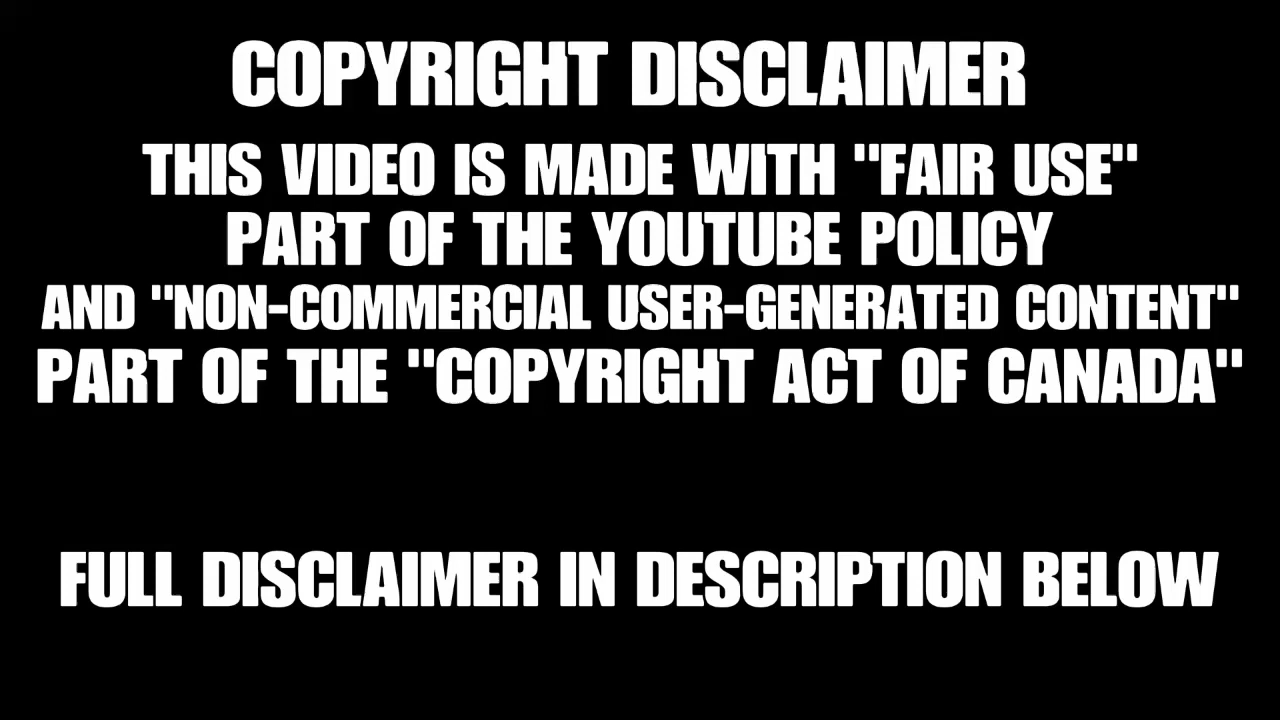 COPYRIGHT DISCLAIMER
THIS VIDEO IS MADE WITH "FAIR USE"
PART OF THE YOUTUBE POLICY
AND "NON-COMMERCIAL USER-GENERATED CONTENT"
PART OF THE "COPYRIGHT ACT OF CANADA"
FULL DISCLAIMER IN DESCRIPTION BELOW